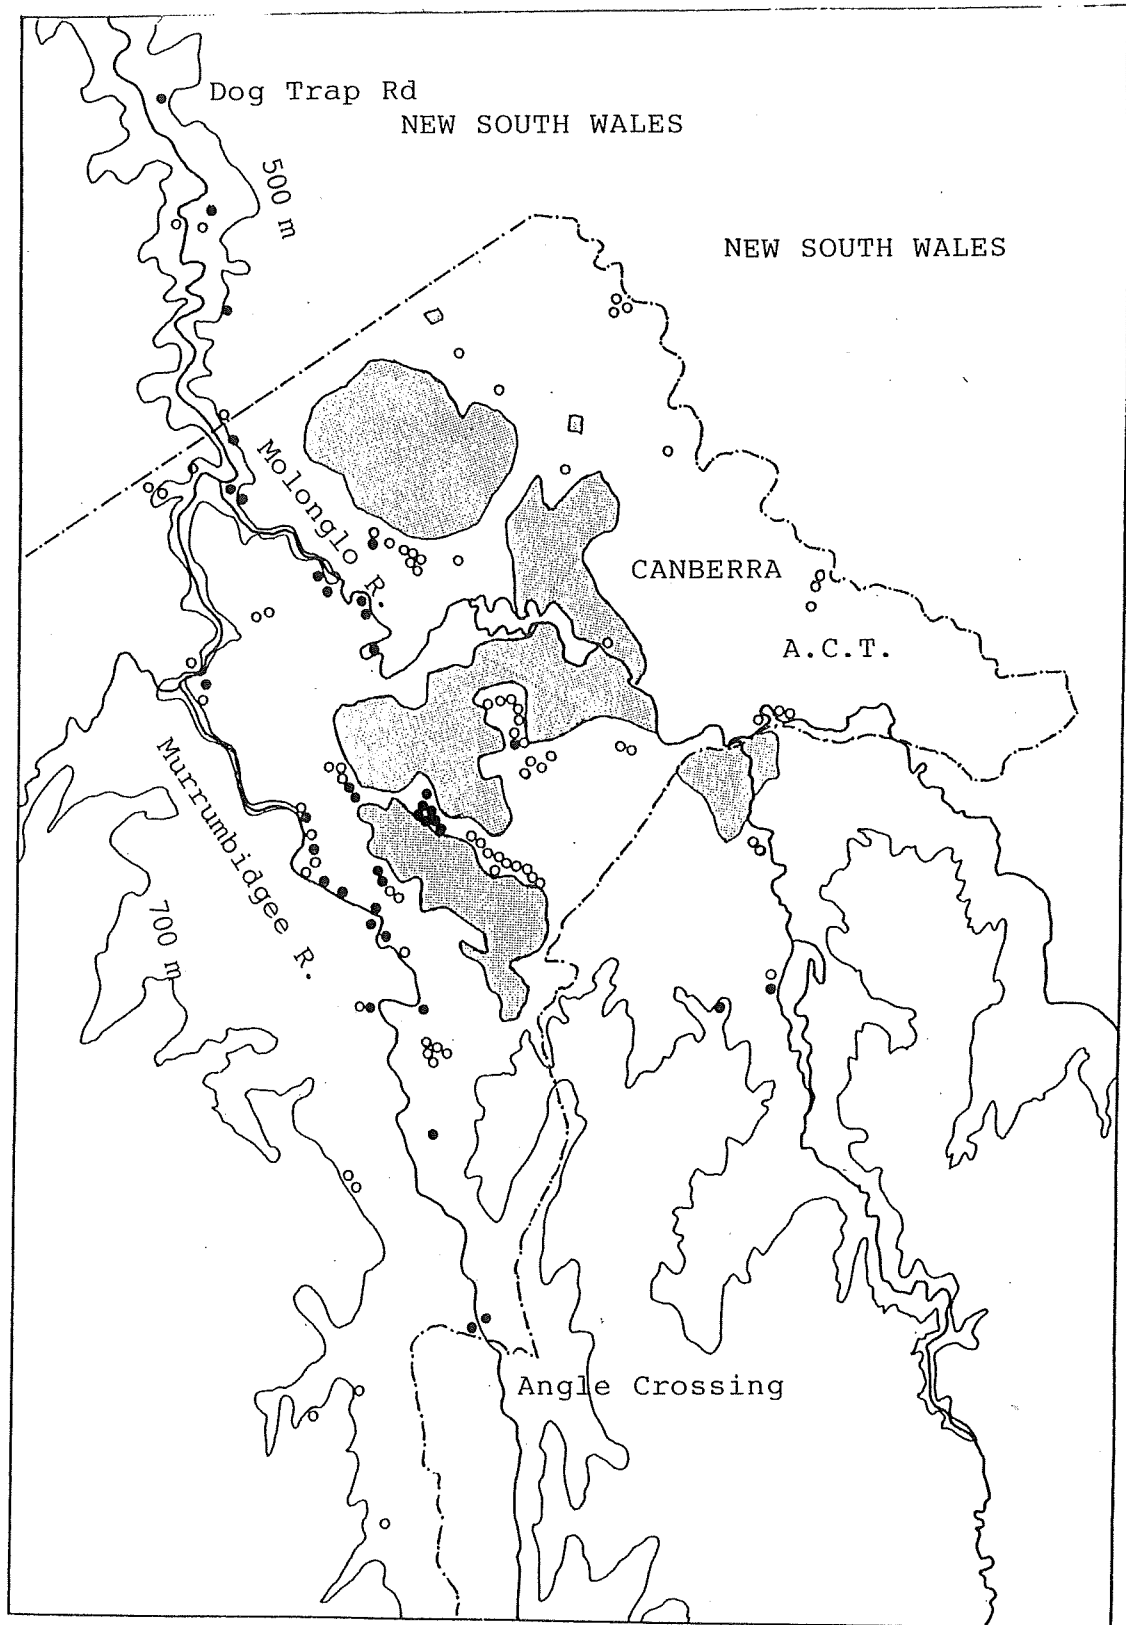 Dog Trap Rd
NEW SOUTH WALES
500 m
NEW SOUTH WALES
Molonglo R.
CANBERRA
A.C.T.
Murrumbidgee R.
700 m
Angle Crossing